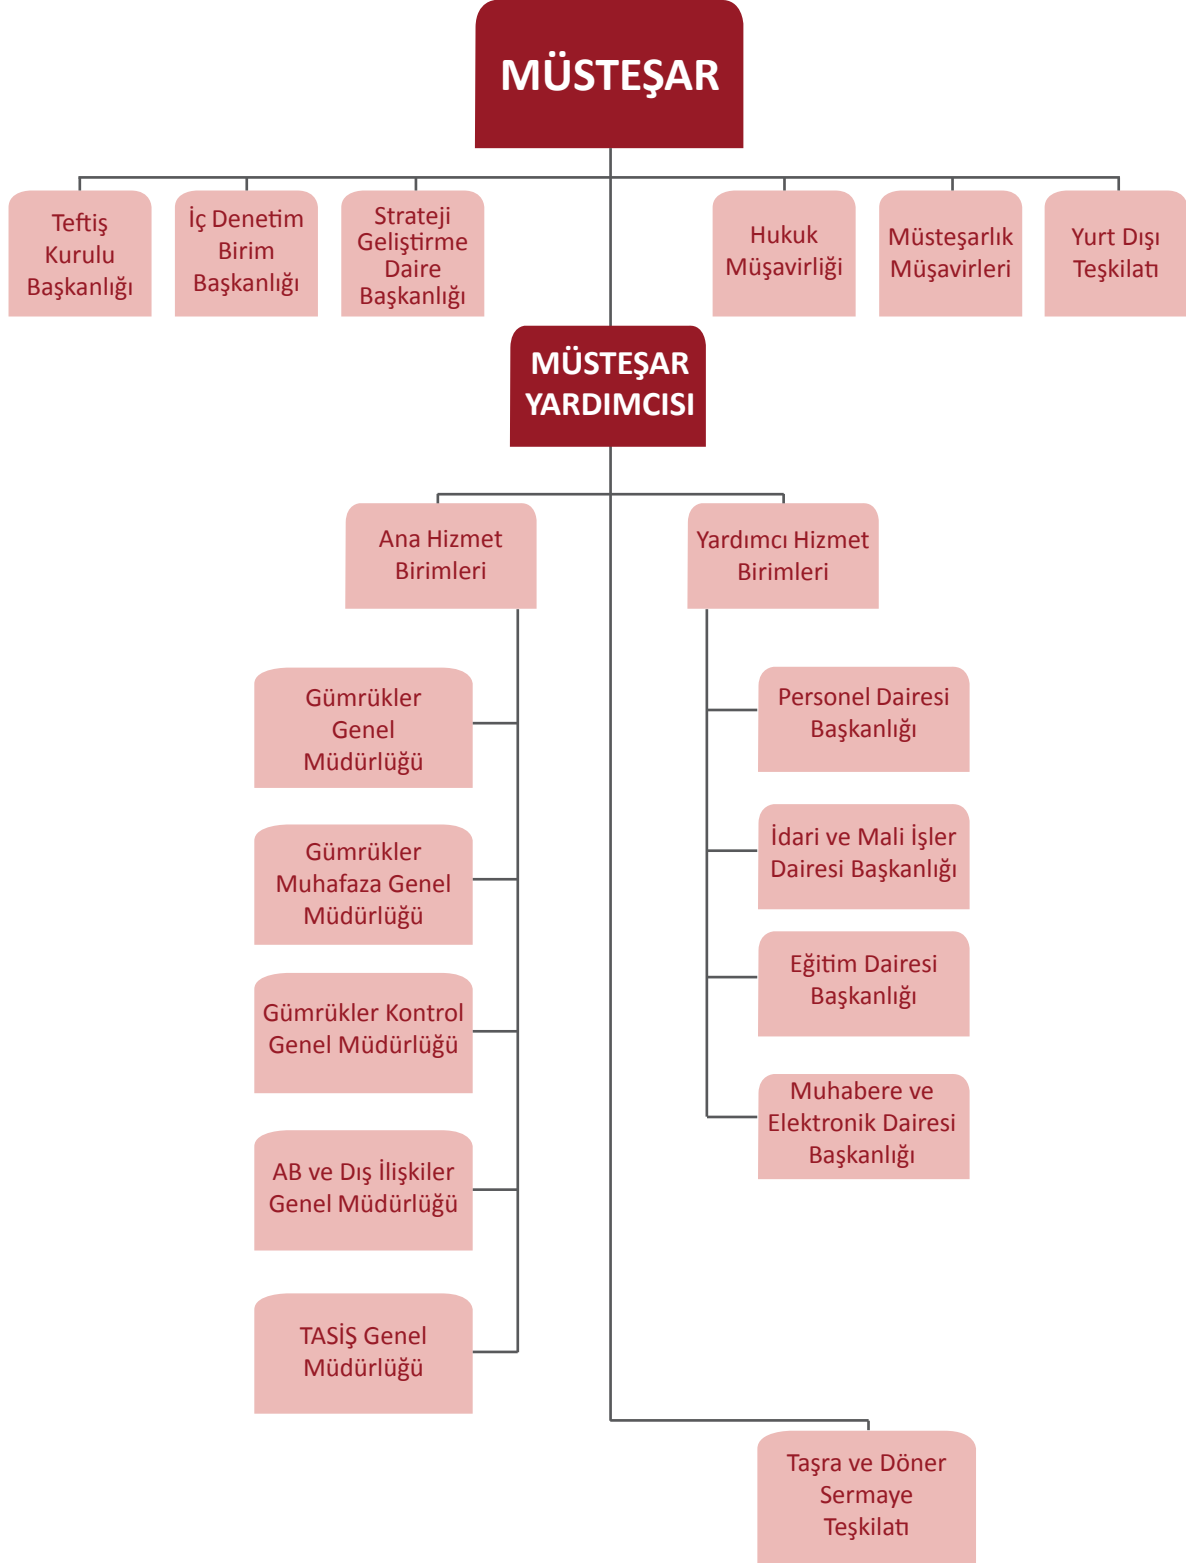 MÜSTEŞAR
Teftiş
Kurulu
Başkanlığı
İç Denetim
Birim
Başkanlığı
Strateji
Geliştirme
Daire
Başkanlığı
Hukuk
Müşavirliği
Müsteşarlık
Müşavirleri
Yurt Dışı
Teşkilatı
MÜSTEŞAR
YARDIMCISI
Ana Hizmet
Birimleri
Yardımcı Hizmet
Birimleri
Gümrükler
Genel
Müdürlüğü
Gümrükler
Muhafaza Genel
Müdürlüğü
Gümrükler Kontrol
Genel Müdürlüğü
AB ve Dış İlişkiler
Genel Müdürlüğü
TASİŞ Genel
Müdürlüğü
Personel Dairesi
Başkanlığı
İdari ve Mali İşler
Dairesi Başkanlığı
Eğitim Dairesi
Başkanlığı
Muhabere ve
Elektronik Dairesi
Başkanlığı
Taşra ve Döner
Sermaye
Teşkilatı